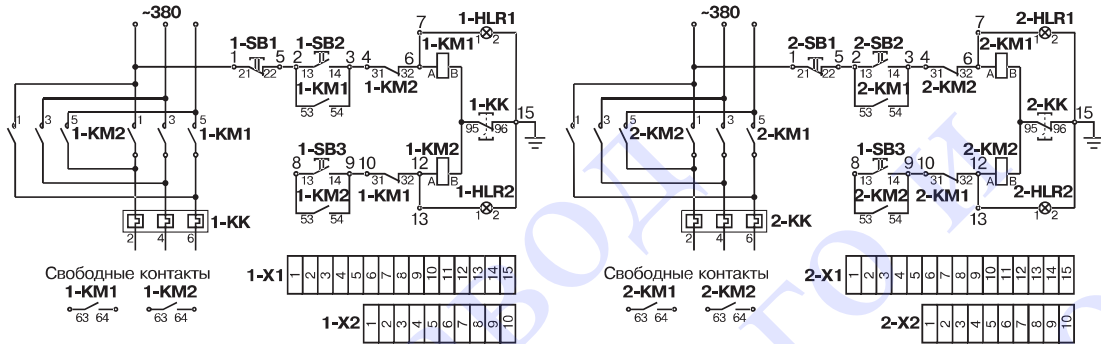 ~380 ~380
7 1-HLR1 7 2-HLR1
1 2 1 2
1-SB1 1-SB2 1-KM1 2-SB1 2-SB2 2-KM1
1 5 2 3 4 6 1 5 2 3 4 6
21 22 13 14 31 32 A B 21 22 13 14 31 32 A B
1-KM1 1-KM2 2-KM1 2-KM2
53 54 53 54
1-KK 15 2-KK 15
95 96 95 96
1 3 5 1 3 5 1 3 5 1 3 5
1-KM2 1-KM1 2-KM2 2-KM1
1-SB3 1-KM2 1-SB3 2-KM2
8 9 10 12 8 9 10 12
13 14 31 32 A B 13 14 31 32 A B
1-KM2 1-KM1 2-KM2 2-KM1
53 54 53 54
1-HLR2 2-HLR2
1 2 1 2
13 13
1-KK 2-KK
2 4 6 2 4 6
Свободные контакты Свободные контакты
1-KM1 1-KM2 2-KM1 2-KM2
63 64 63 64 63 64 63 64
1-X1 1 2 3 4 5 6 7 8 9 10 11 12 13 14 15
2-X1 1 2 3 4 5 6 7 8 9 10 11 12 13 14 15
1-X2 1 2 3 4 5 6 7 8 9 10
2-X2 1 2 3 4 5 6 7 8 9 10